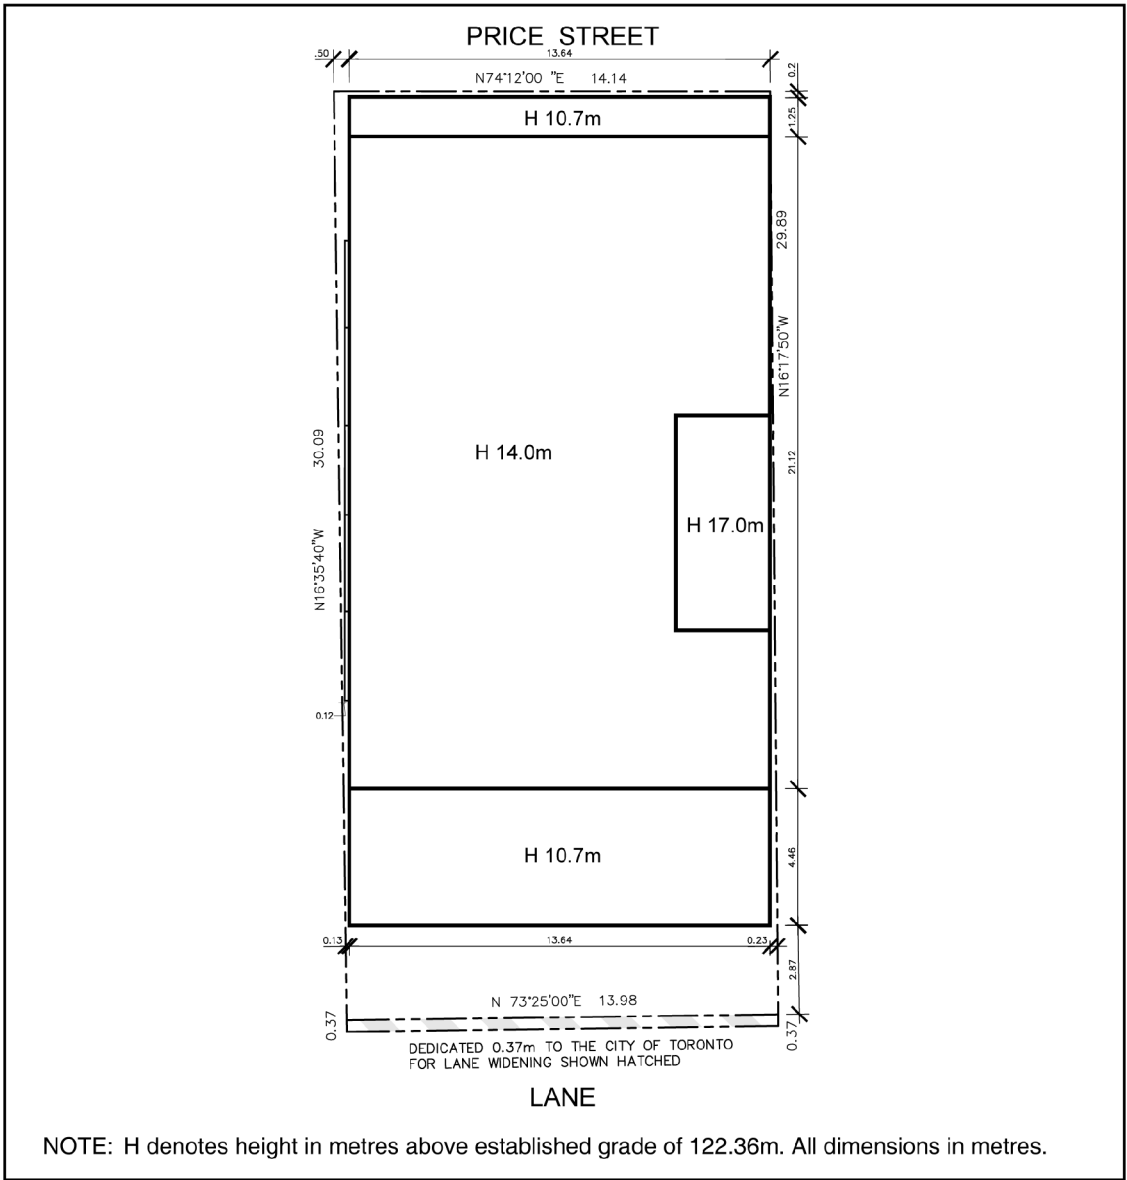 PRICE STREET
.50
13.64
0.2
N74°12'00 "E 14.14
H 10.7m
1.25
29.89
N16°17'50"W
30.09
H 14.0m
21.12
H 17.0m
N16°35'40"W
0.12
H 10.7m
4.46
0.13
13.64
0.23
2.87
N 73°25'00"E 13.98
0.37
0.37
DEDICATED 0.37m TO THE CITY OF TORONTO
FOR LANE WIDENING SHOWN HATCHED
LANE
NOTE: H denotes height in metres above established grade of 122.36m. All dimensions in metres.